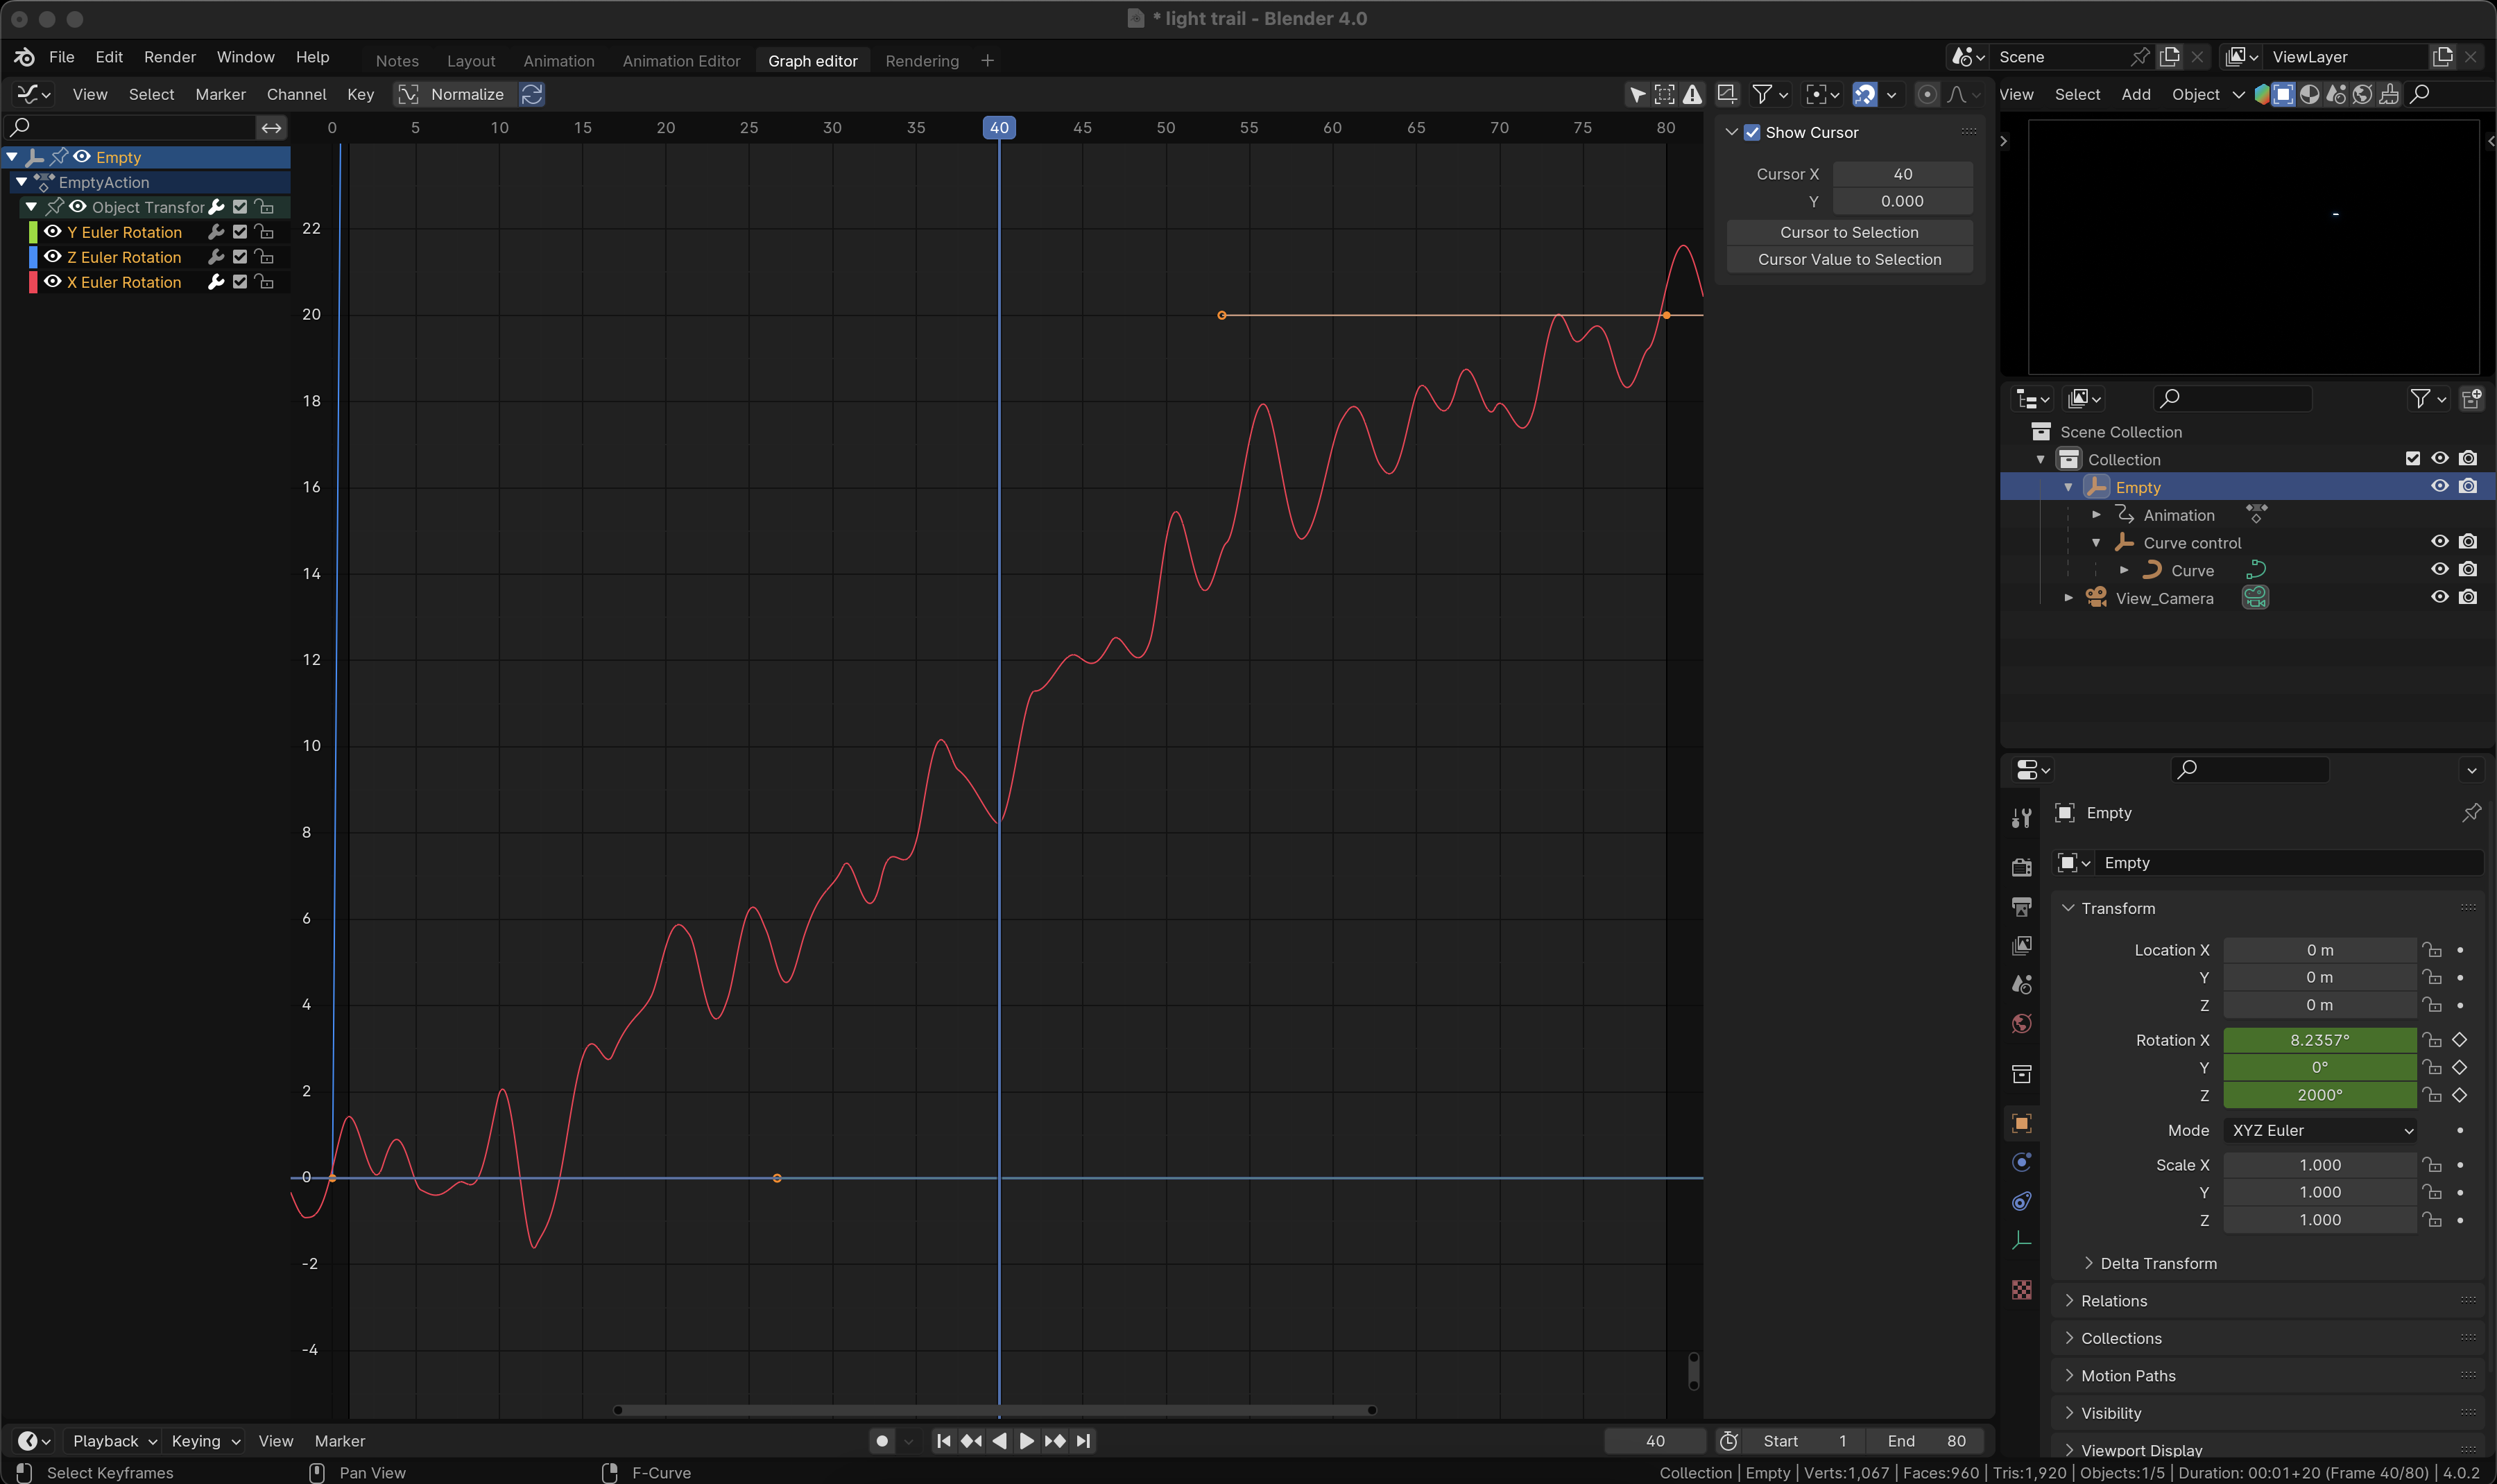 * light trail - Blender 4.0
File Edit Render Window Help Notes Layout Animation Animation Editor Graph editor Rendering + Scene ViewLayer
View Select Marker Channel Key Normalize
View Select Add Object
0 5 10 15 20 25 30 35 40 45 50 55 60 65 70 75 80
Empty
EmptyAction
Object Transfor
Y Euler Rotation
Z Euler Rotation
X Euler Rotation
22
20
18
16
14
12
10
8
6
4
2
0
-2
-4
Show Cursor
Cursor X 40
Y 0.000
Cursor to Selection
Cursor Value to Selection
Scene Collection
Collection
Empty
Animation
Curve control
Curve
View_Camera
Empty
Empty
Transform
Location X 0 m
Y 0 m
Z 0 m
Rotation X 8.2357°
Y 0°
Z 2000°
Mode XYZ Euler
Scale X 1.000
Y 1.000
Z 1.000
Delta Transform
Relations
Collections
Motion Paths
Visibility
Viewport Display
Playback Keying View Marker 40 Start 1 End 80
Select Keyframes Pan View F-Curve
Collection | Empty | Verts:1,067 | Faces:960 | Tris:1,920 | Objects:1/5 | Duration: 00:01+20 (Frame 40/80) | 4.0.2